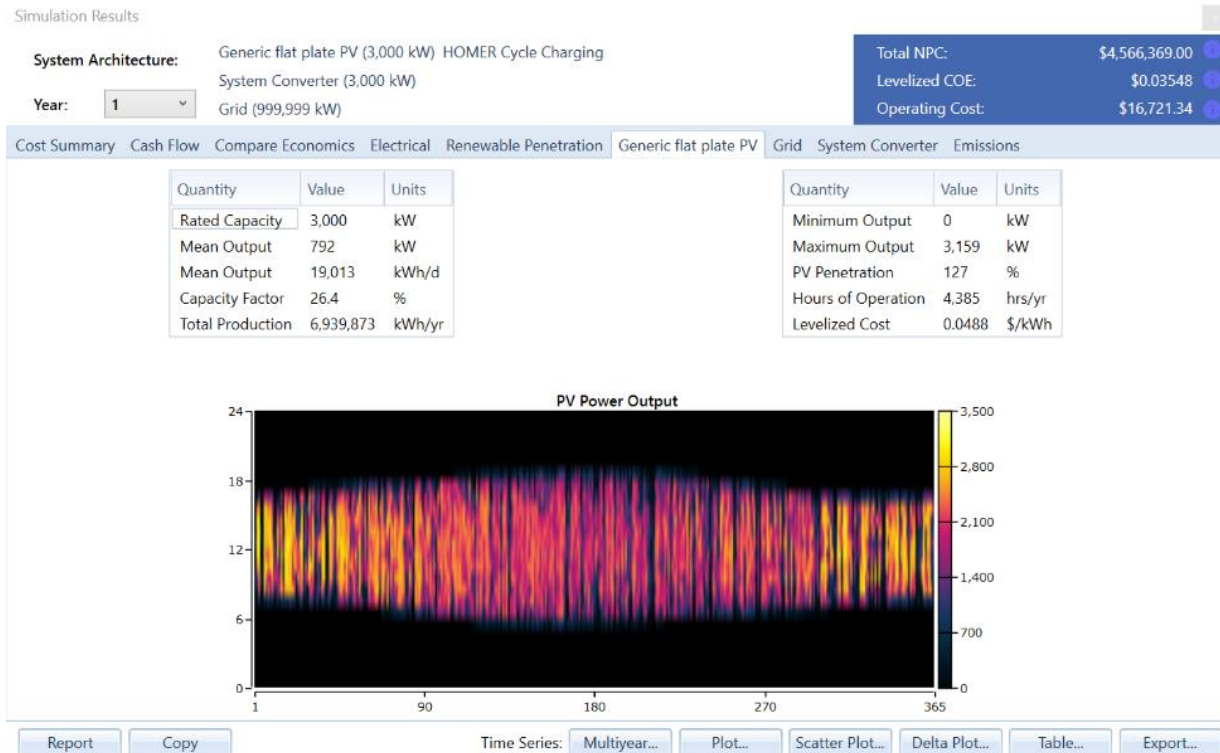 Simulation Results
System Architecture:
Generic flat plate PV (3,000 kW) HOMER Cycle Charging
System Converter (3,000 kW)
Grid (999,999 kW)
Year: 1
Total NPC: $4,566,369.00
Levelized COE: $0.03548
Operating Cost: $16,721.34
Cost Summary Cash Flow Compare Economics Electrical Renewable Penetration Generic flat plate PV Grid System Converter Emissions
Quantity Value Units
Rated Capacity 3,000 kW
Mean Output 792 kW
Mean Output 19,013 kWh/d
Capacity Factor 26.4 %
Total Production 6,939,873 kWh/yr
Quantity Value Units
Minimum Output 0 kW
Maximum Output 3,159 kW
PV Penetration 127 %
Hours of Operation 4,385 hrs/yr
Levelized Cost 0.0488 $/kWh
PV Power Output
24
18
12
6
0
1 90 180 270 365
3,500
2,800
2,100
1,400
700
0
Report Copy Time Series: Multiyear... Plot... Scatter Plot... Delta Plot... Table... Export...